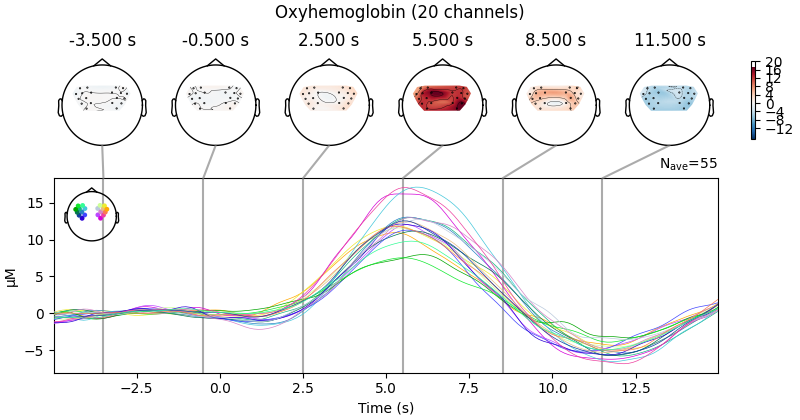 Oxyhemoglobin (20 channels)
-3.500 s -0.500 s 2.500 s 5.500 s 8.500 s 11.500 s
20
16
12
8
4
0
−4
−8
−12
Nave=55
15
10
5
0
−5
µM
−2.5 0.0 2.5 5.0 7.5 10.0 12.5
Time (s)